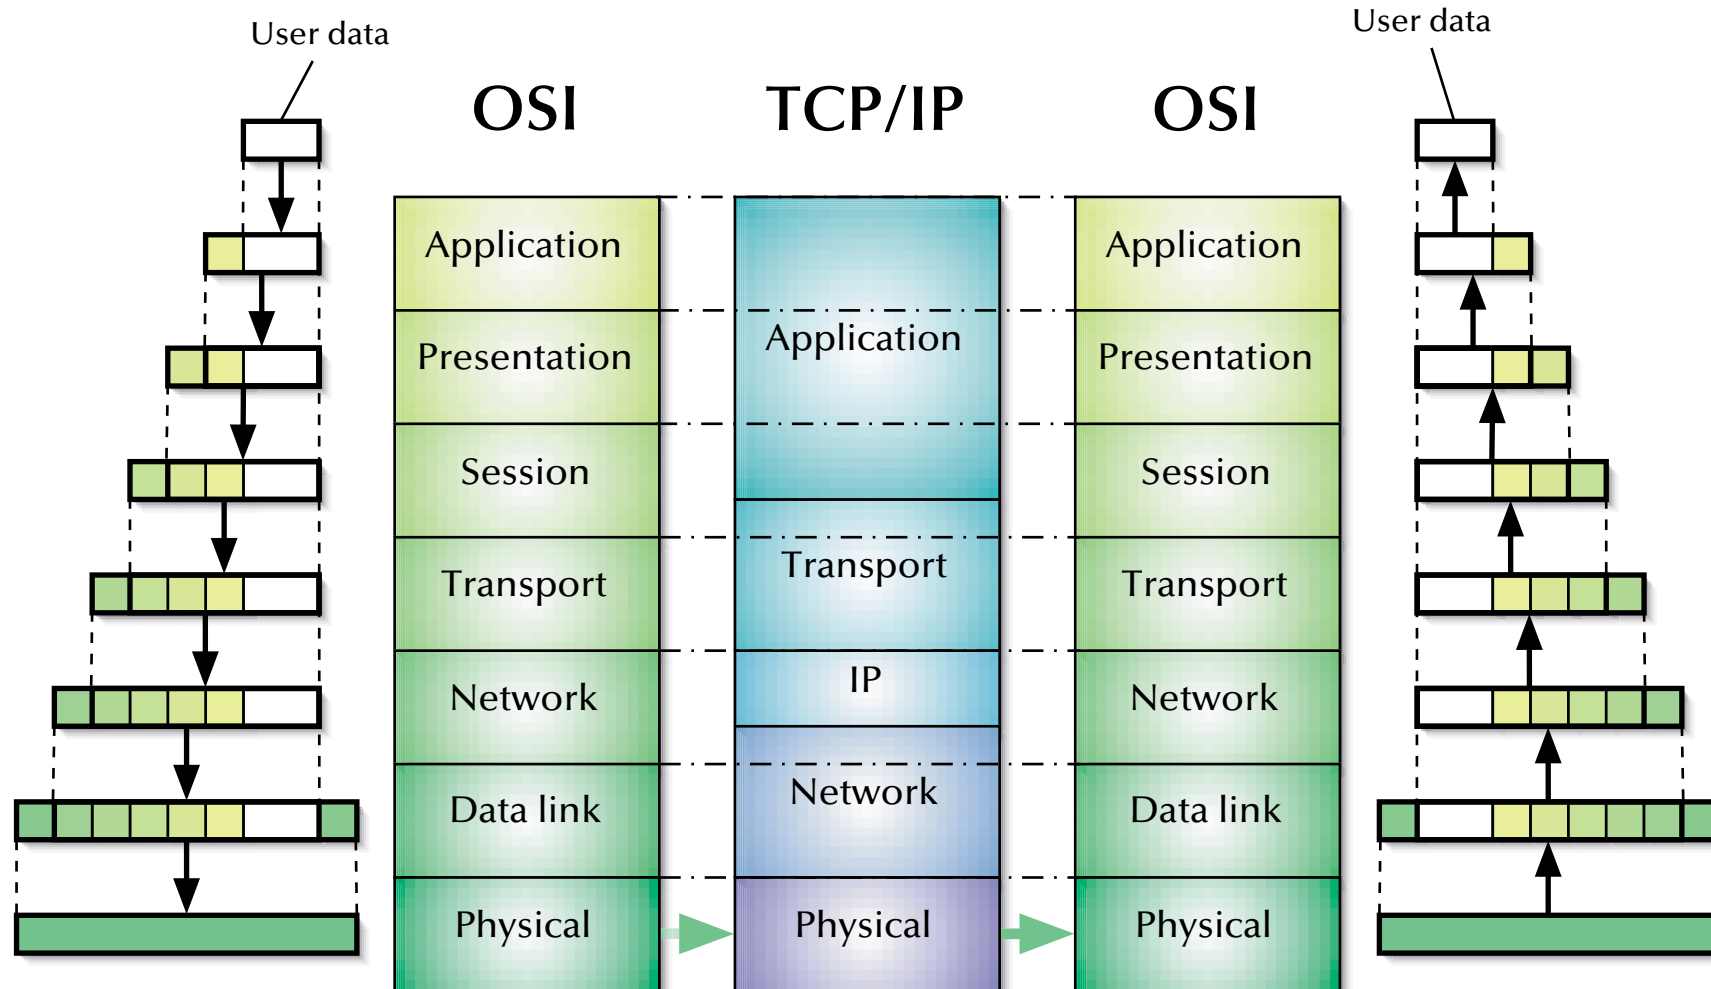 User data
User data
OSI
TCP/IP
OSI
Application
Application
Application
Presentation
Presentation
Session
Session
Transport
Transport
Transport
Network
IP
Network
Data link
Network
Data link
Physical
Physical
Physical